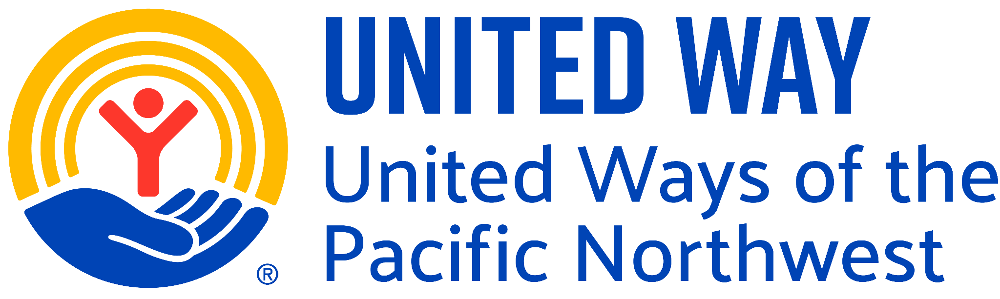 UNITED WAY
United Ways of the
Pacific Northwest
®